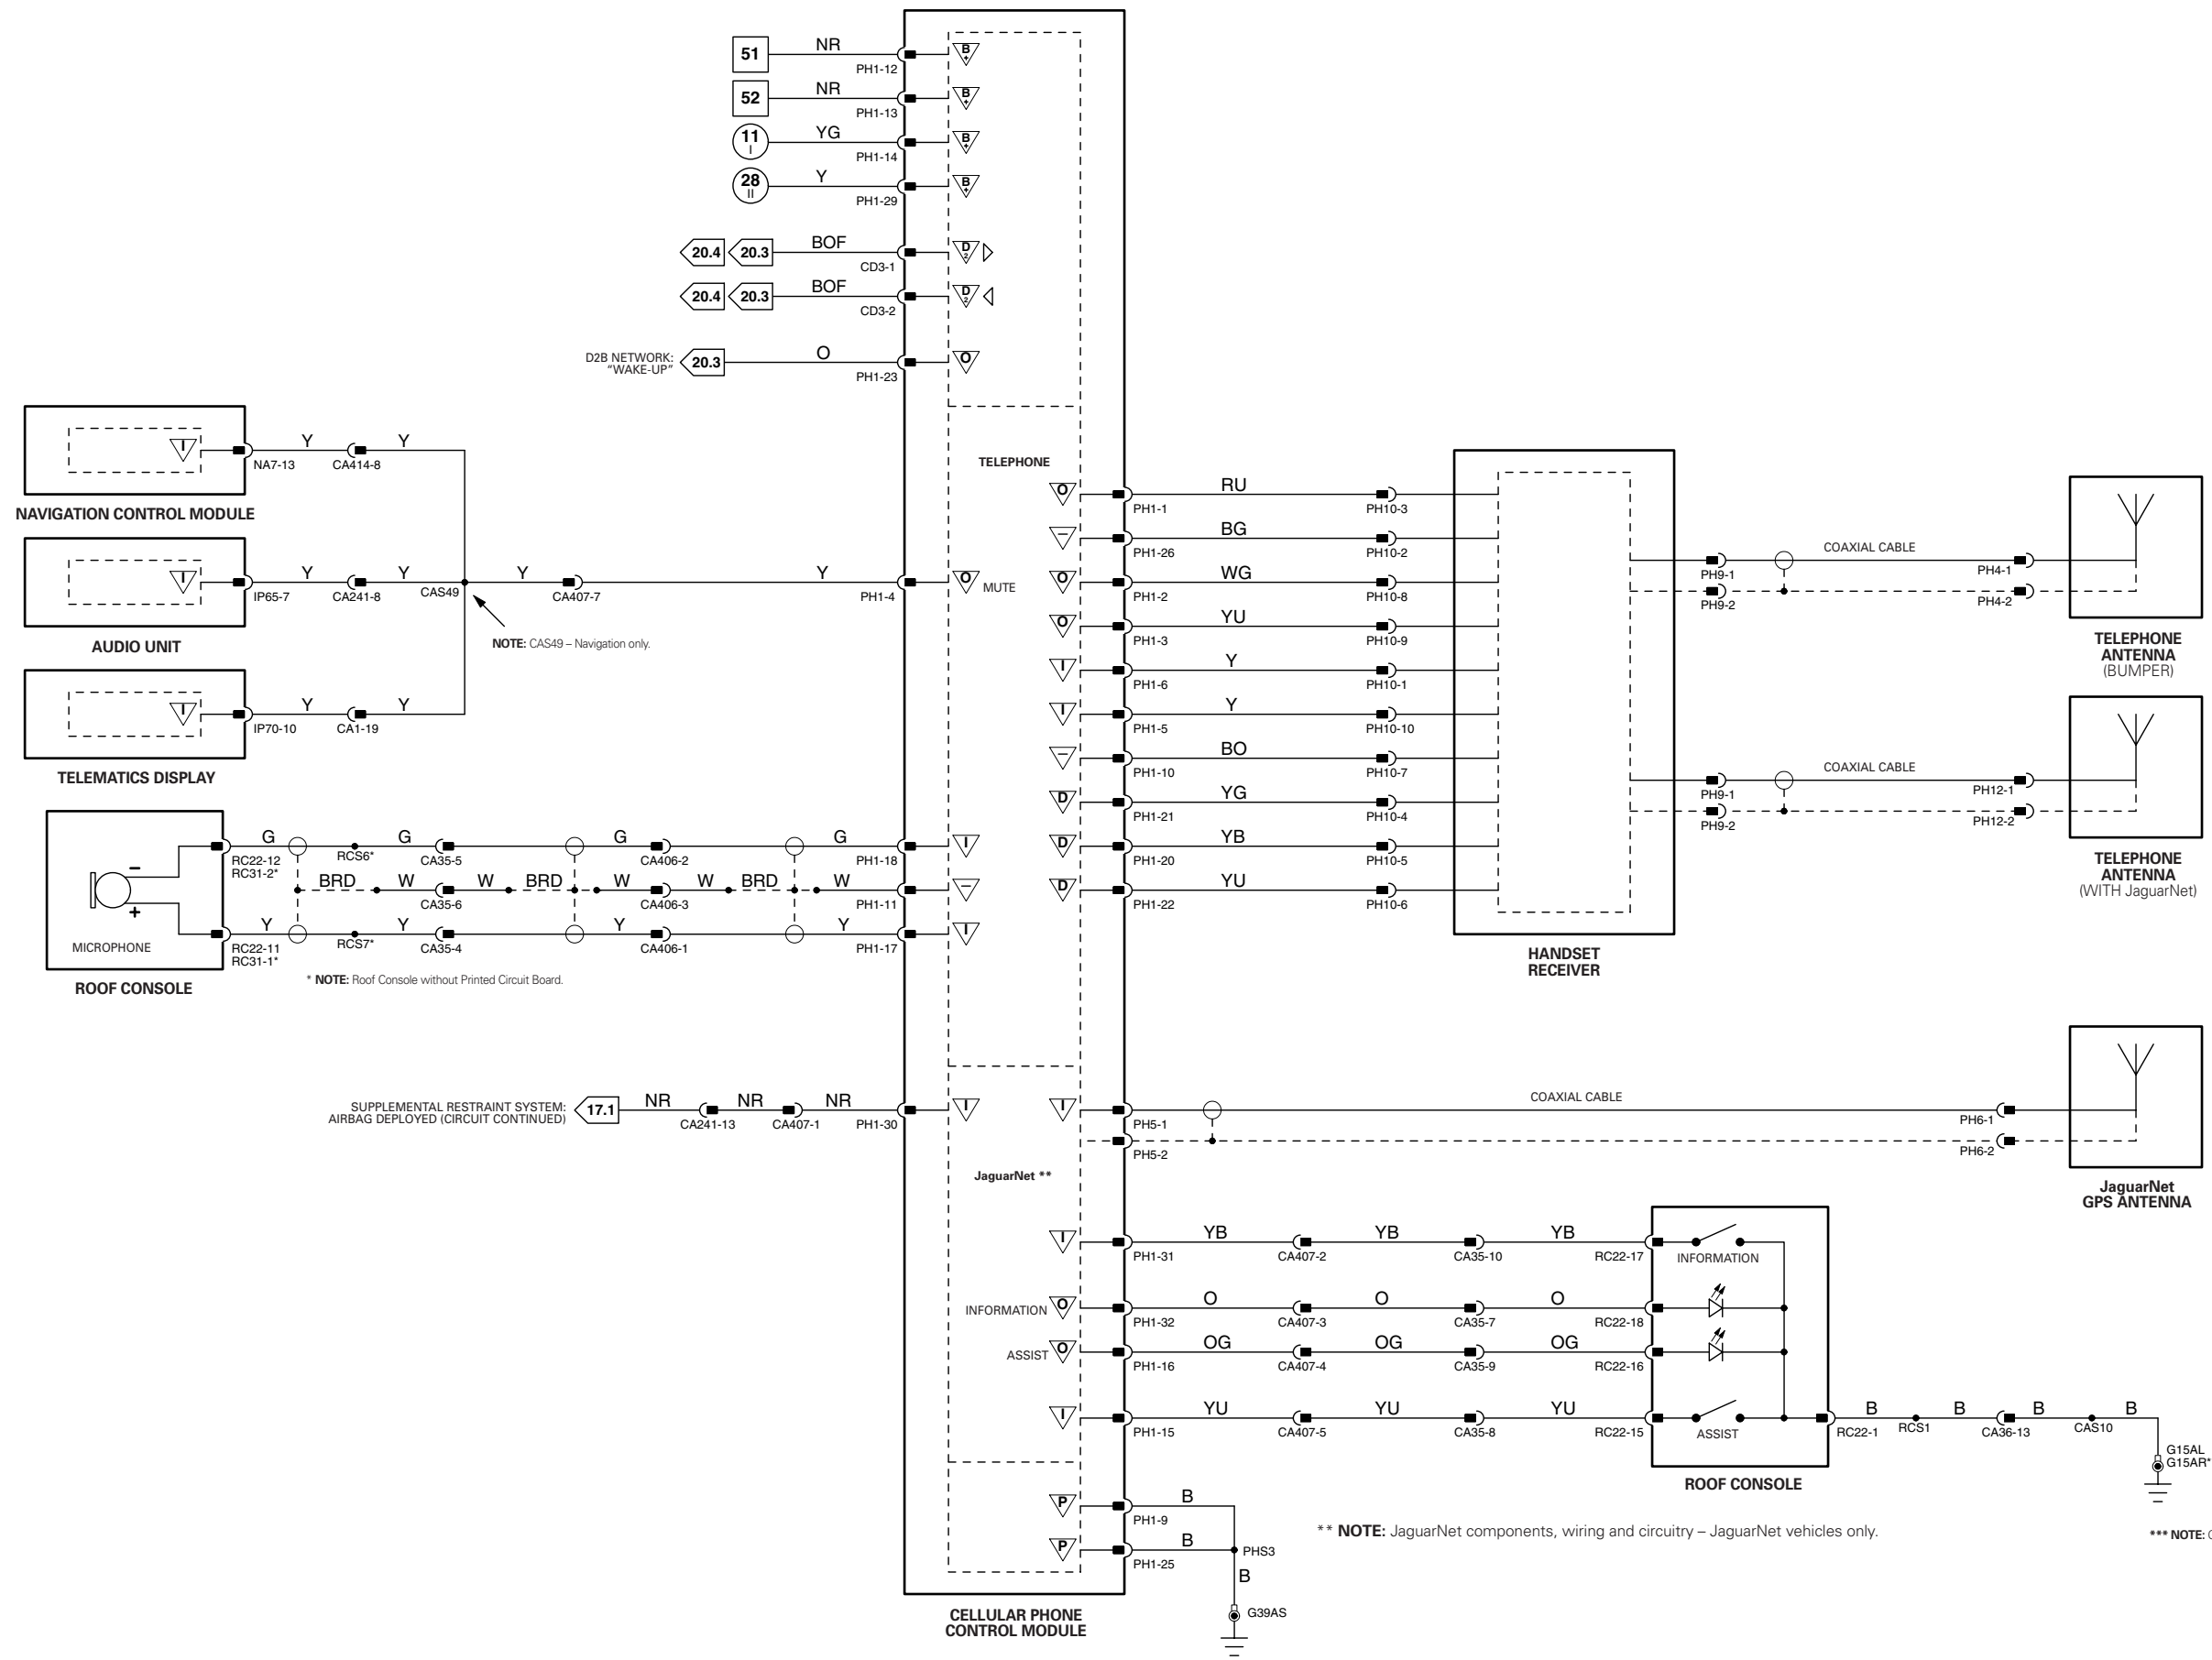 51 NR PH1-12 B+
52 NR PH1-13 B+
11 I YG PH1-14 B+
28 II Y PH1-29 B+
20.4 20.3 BOF CD3-1 D2
20.4 20.3 BOF CD3-2 D2
D2B NETWORK:
"WAKE-UP"
20.3 O PH1-23 O
I NA7-13 Y CA414-8 Y
NAVIGATION CONTROL MODULE
I IP65-7 Y CA241-8 Y CAS49 Y CA407-7 Y PH1-4 O MUTE
AUDIO UNIT
NOTE: CAS49 – Navigation only.
I IP70-10 Y CA1-19 Y
TELEMATICS DISPLAY
TELEPHONE
O PH1-1 RU PH10-3
– PH1-26 BG PH10-2
O PH1-2 WG PH10-8
O PH1-3 YU PH10-9
I PH1-6 Y PH10-1
I PH1-5 Y PH10-10
– PH1-10 BO PH10-7
D PH1-21 YG PH10-4
D PH1-20 YB PH10-5
D PH1-22 YU PH10-6
HANDSET
RECEIVER
PH9-1 COAXIAL CABLE PH4-1
PH9-2 PH4-2
TELEPHONE
ANTENNA
(BUMPER)
PH9-1 COAXIAL CABLE PH12-1
PH9-2 PH12-2
TELEPHONE
ANTENNA
(WITH JaguarNet)
– G RC22-12 RC31-2* RCS6* G CA35-5 G CA406-2 G PH1-18 I
BRD W CA35-6 W BRD W CA406-3 W BRD W PH1-11 –
+ Y RC22-11 RC31-1* RCS7* Y CA35-4 Y CA406-1 Y PH1-17 I
MICROPHONE
ROOF CONSOLE
* NOTE: Roof Console without Printed Circuit Board.
SUPPLEMENTAL RESTRAINT SYSTEM:
AIRBAG DEPLOYED (CIRCUIT CONTINUED)
17.1 NR CA241-13 NR CA407-1 NR PH1-30 I
JaguarNet **
I PH5-1 COAXIAL CABLE PH6-1
PH5-2 PH6-2
JaguarNet
GPS ANTENNA
I PH1-31 YB CA407-2 YB CA35-10 YB RC22-17 INFORMATION
INFORMATION O PH1-32 O CA407-3 O CA35-7 O RC22-18
ASSIST O PH1-16 OG CA407-4 OG CA35-9 OG RC22-16
I PH1-15 YU CA407-5 YU CA35-8 YU RC22-15 ASSIST
RC22-1 B RCS1 B CA36-13 B CAS10 B
G15AL
G15AR*
ROOF CONSOLE
P PH1-9 B
P PH1-25 B PHS3
B
G39AS
** NOTE: JaguarNet components, wiring and circuitry – JaguarNet vehicles only.
*** NOTE:
CELLULAR PHONE
CONTROL MODULE